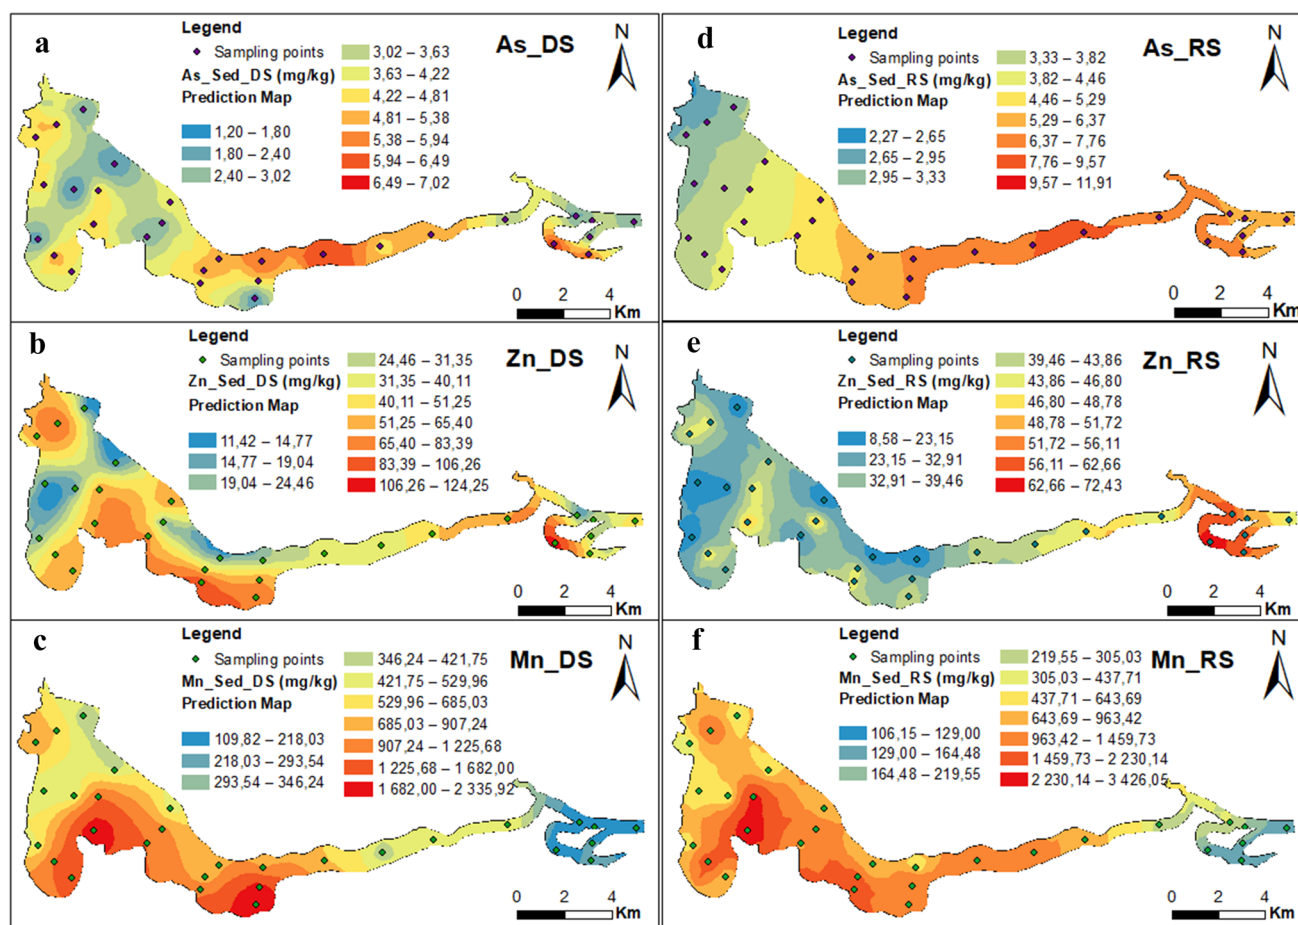 a
Legend
Sampling points
As_Sed_DS (mg/kg)
Prediction Map
1,20 – 1,80
1,80 – 2,40
2,40 – 3,02
3,02 – 3,63
3,63 – 4,22
4,22 – 4,81
4,81 – 5,38
5,38 – 5,94
5,94 – 6,49
6,49 – 7,02
As_DS
N
0 2 4
Km
d
Legend
Sampling points
As_Sed_RS (mg/kg)
Prediction Map
2,27 – 2,65
2,65 – 2,95
2,95 – 3,33
3,33 – 3,82
3,82 – 4,46
4,46 – 5,29
5,29 – 6,37
6,37 – 7,76
7,76 – 9,57
9,57 – 11,91
As_RS
N
0 2 4
Km
b
Legend
Sampling points
Zn_Sed_DS (mg/kg)
Prediction Map
11,42 – 14,77
14,77 – 19,04
19,04 – 24,46
24,46 – 31,35
31,35 – 40,11
40,11 – 51,25
51,25 – 65,40
65,40 – 83,39
83,39 – 106,26
106,26 – 124,25
Zn_DS
N
0 2 4
Km
e
Legend
Sampling points
Zn_Sed_RS (mg/kg)
Prediction Map
8,58 – 23,15
23,15 – 32,91
32,91 – 39,46
39,46 – 43,86
43,86 – 46,80
46,80 – 48,78
48,78 – 51,72
51,72 – 56,11
56,11 – 62,66
62,66 – 72,43
Zn_RS
N
0 2 4
Km
c
Legend
Sampling points
Mn_Sed_DS (mg/kg)
Prediction Map
109,82 – 218,03
218,03 – 293,54
293,54 – 346,24
346,24 – 421,75
421,75 – 529,96
529,96 – 685,03
685,03 – 907,24
907,24 – 1 225,68
1 225,68 – 1 682,00
1 682,00 – 2 335,92
Mn_DS
N
0 2 4
Km
f
Legend
Sampling points
Mn_Sed_RS (mg/kg)
Prediction Map
106,15 – 129,00
129,00 – 164,48
164,48 – 219,55
219,55 – 305,03
305,03 – 437,71
437,71 – 643,69
643,69 – 963,42
963,42 – 1 459,73
1 459,73 – 2 230,14
2 230,14 – 3 426,05
Mn_RS
N
0 2 4
Km